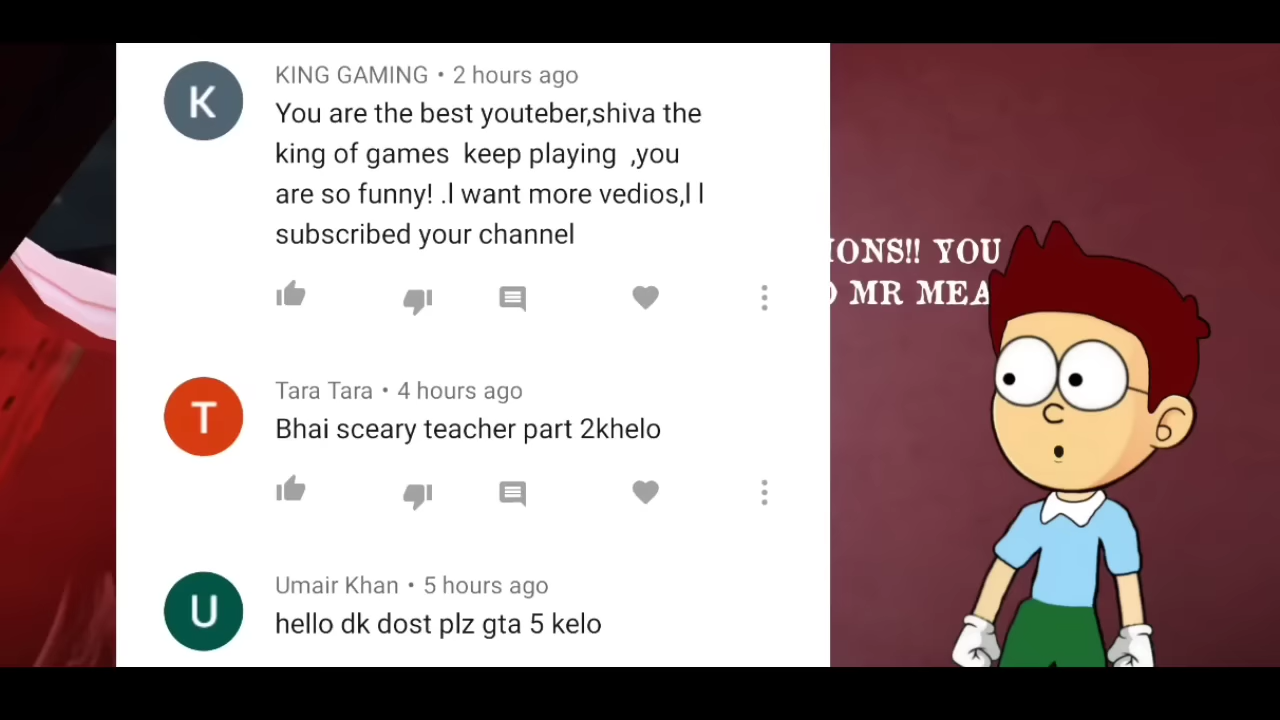 K
KING GAMING • 2 hours ago
You are the best youteber,shiva the
king of games  keep playing  ,you
are so funny! .I want more vedios,I I
subscribed your channel
T
Tara Tara • 4 hours ago
Bhai sceary teacher part 2khelo
U
Umair Khan • 5 hours ago
hello dk dost plz gta 5 kelo
IONS!! YOU
MR MEA